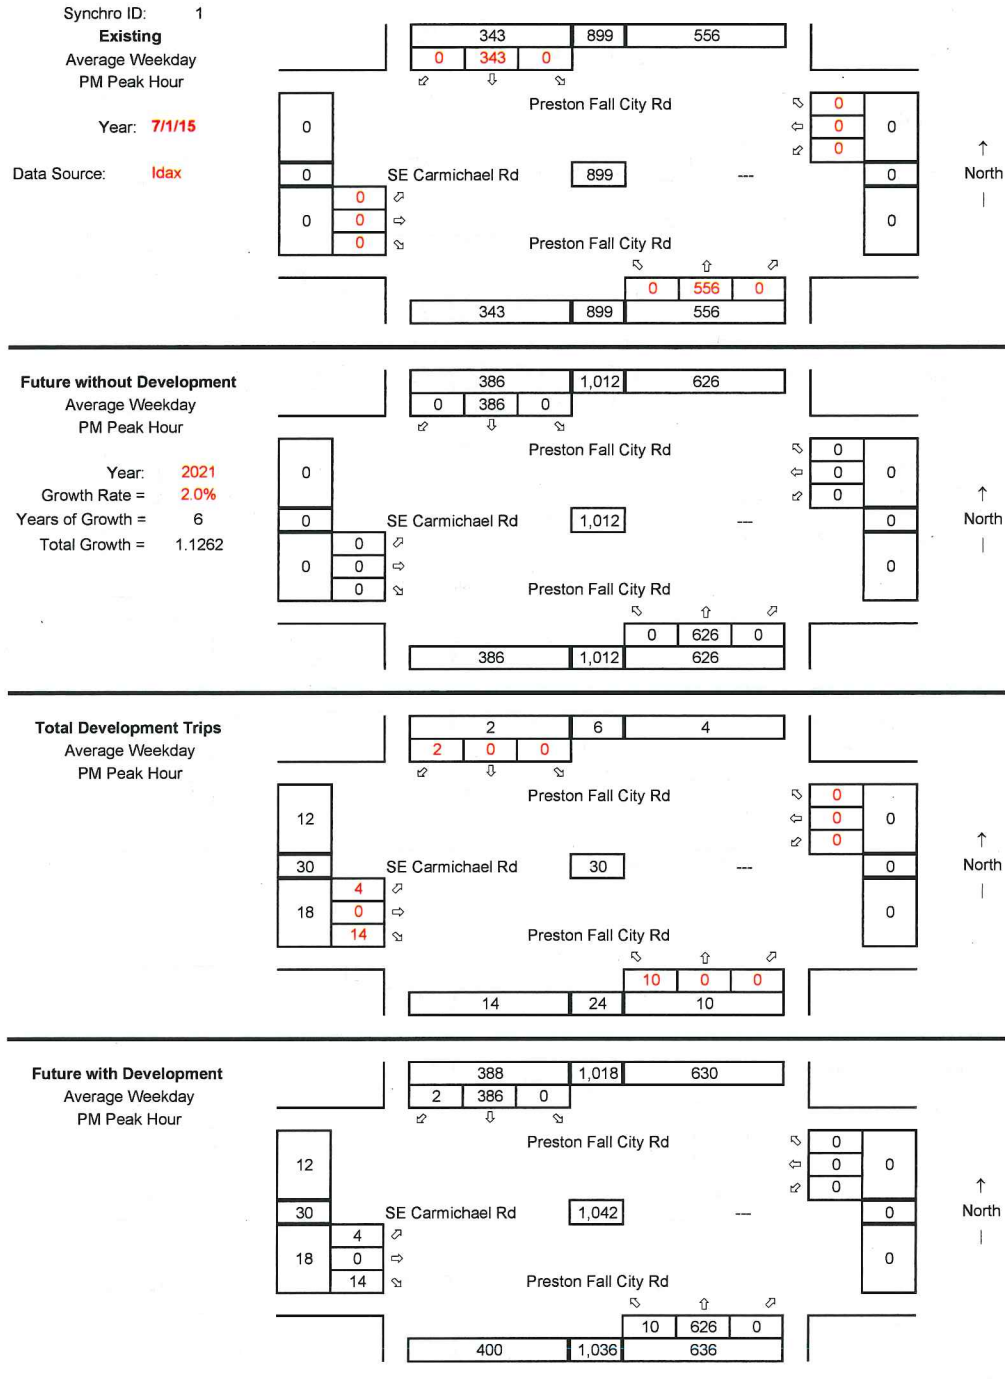 Synchro ID: 1
Existing
Average Weekday
PM Peak Hour
Year: 7/1/15
Data Source: Idax
343 899 556
0 343 0
Preston Fall City Rd
0
0
0
0
0
0
SE Carmichael Rd 899 ---
0
0
0
0
0
0
↑
North
|
Preston Fall City Rd
0 556 0
343 899 556
Future without Development
Average Weekday
PM Peak Hour
Year: 2021
Growth Rate = 2.0%
Years of Growth = 6
Total Growth = 1.1262
386 1,012 626
0 386 0
Preston Fall City Rd
0
0
0
0
0
0
SE Carmichael Rd 1,012 ---
0
0
0
0
0
0
↑
North
|
Preston Fall City Rd
0 626 0
386 1,012 626
Total Development Trips
Average Weekday
PM Peak Hour
2 6 4
2 0 0
Preston Fall City Rd
12
0
0
0
0
30
SE Carmichael Rd 30 ---
0
4
18 0
14
0
↑
North
|
Preston Fall City Rd
10 0 0
14 24 10
Future with Development
Average Weekday
PM Peak Hour
388 1,018 630
2 386 0
Preston Fall City Rd
12
0
0
0
0
30
SE Carmichael Rd 1,042 ---
0
4
18 0
14
0
↑
North
|
Preston Fall City Rd
10 626 0
400 1,036 636